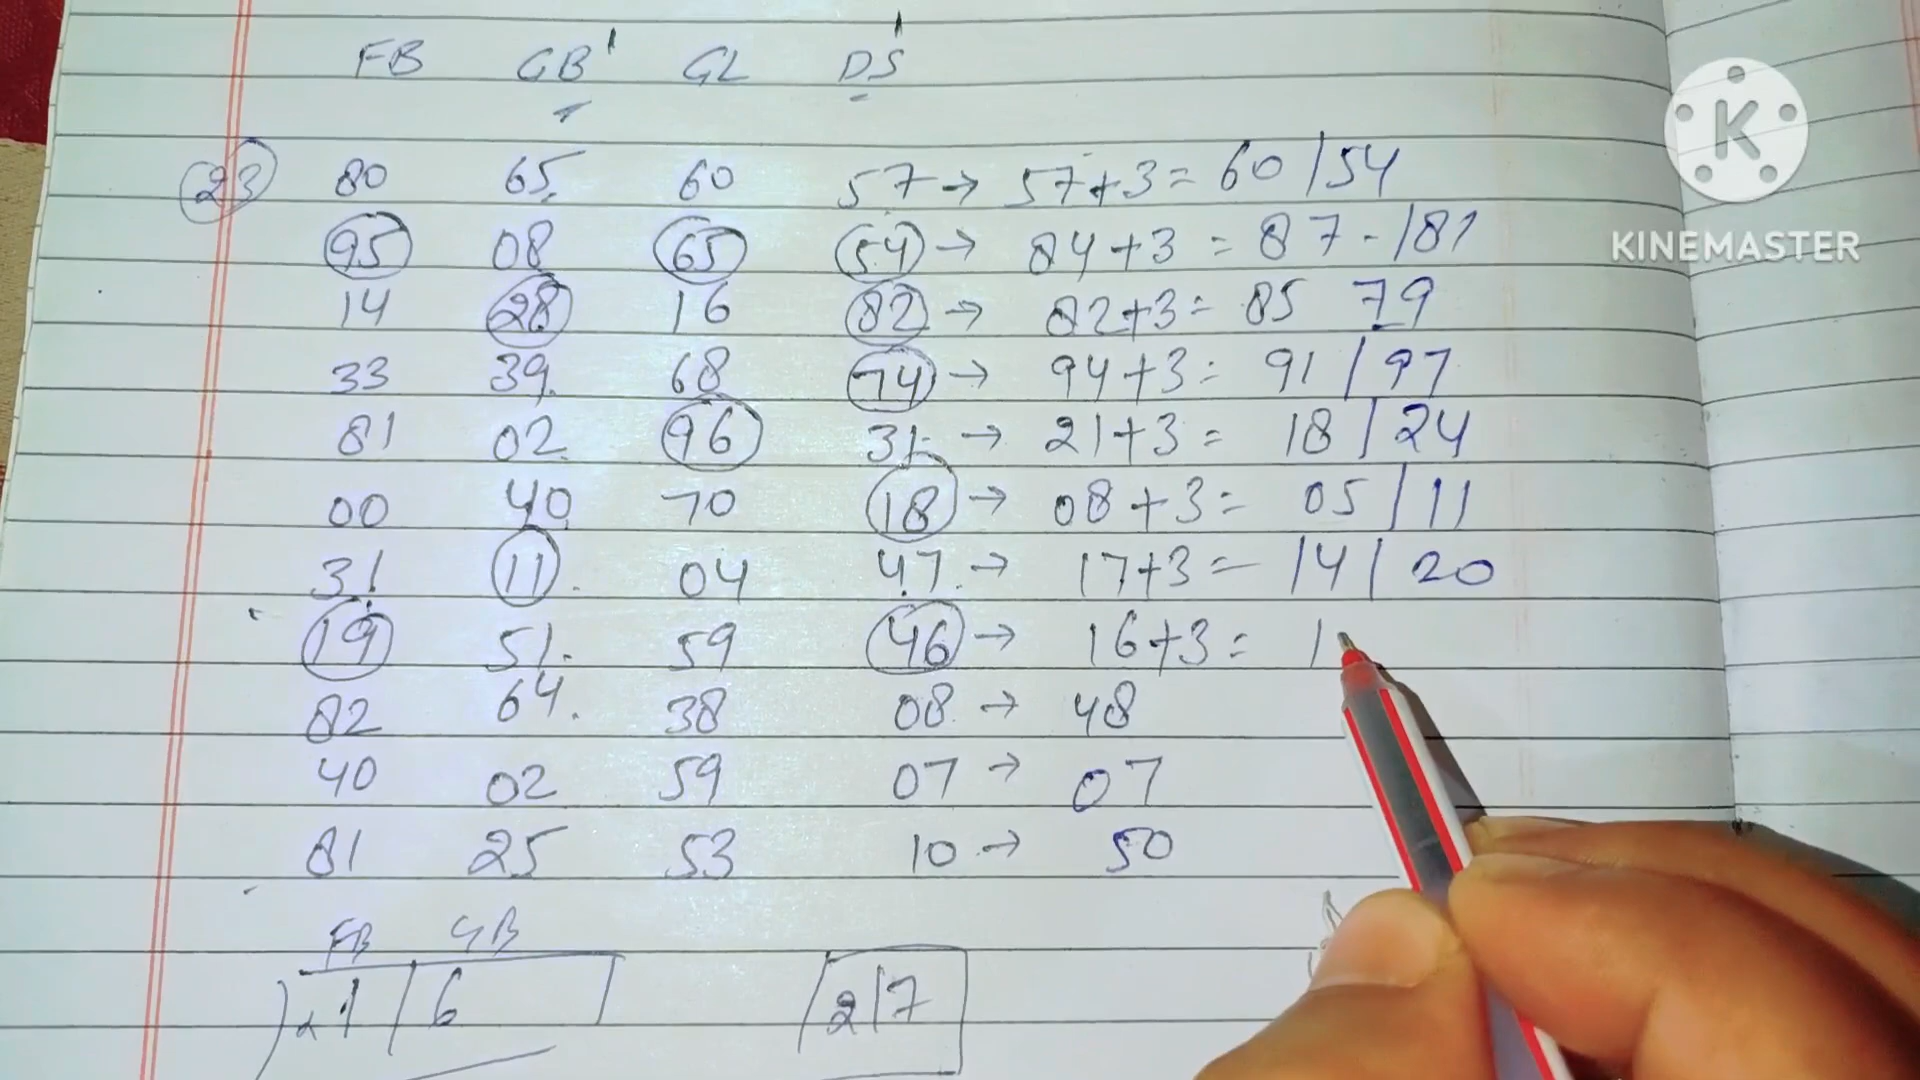 FB GB GL DS
23 80 65 60 57 → 57+3= 60/54
95 08 65 54 → 84+3 = 87-/81
14 28 16 82 → 82+3= 85 79
33 39 68 74 → 94+3= 91/97
81 02 96 31 → 21+3= 18/24
00 40 70 18 → 08+3= 05/11
31 11 04 47 → 17+3= 14/20
19 51 59 46 → 16+3= 1
82 64 38 08 → 48
40 02 59 07 → 07
81 25 53 10 → 50
FB GB
1/6 2/7
K
KINEMASTER